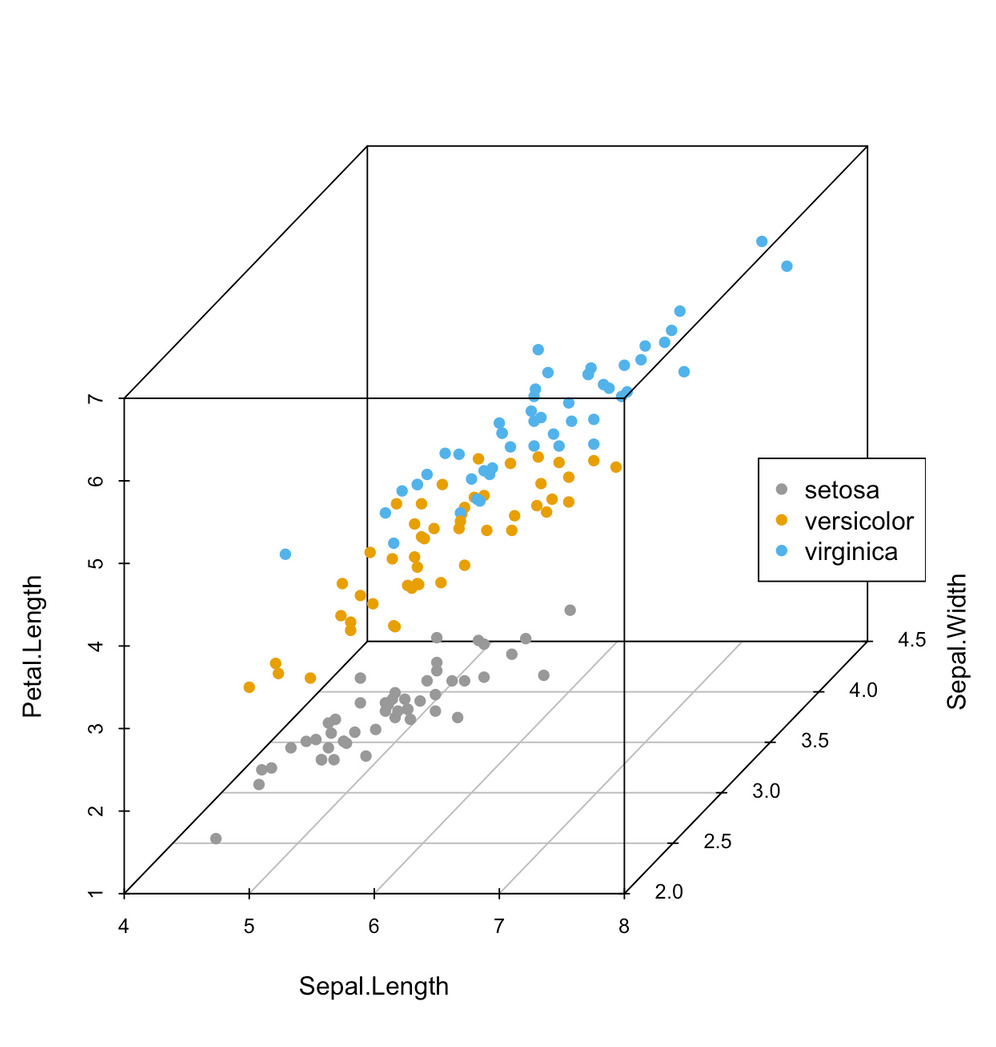 7
6
5
4
3
2
1
Petal.Length
setosa
versicolor
virginica
4.5
4.0
3.5
3.0
2.5
2.0
Sepal.Width
4 5 6 7 8
Sepal.Length